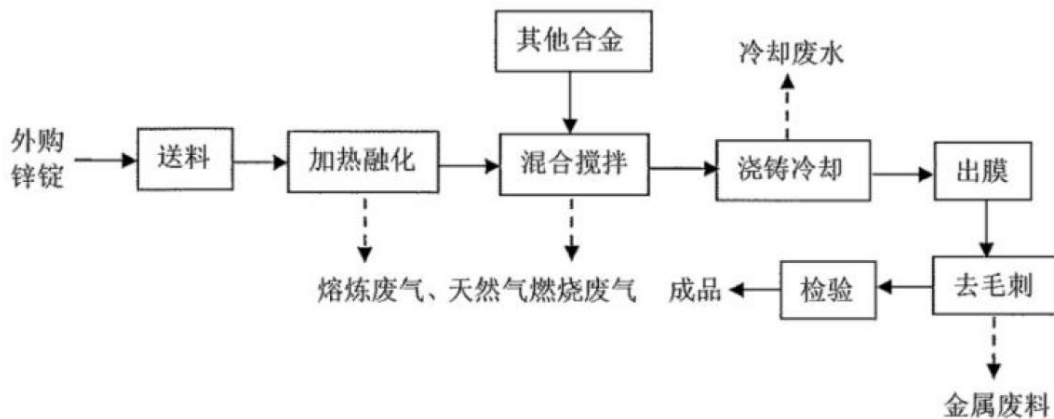 其他合金
冷却废水
外购
锌锭
送料
加热融化
混合搅拌
浇铸冷却
出膜
熔炼废气、天然气燃烧废气
成品
检验
去毛刺
金属废料